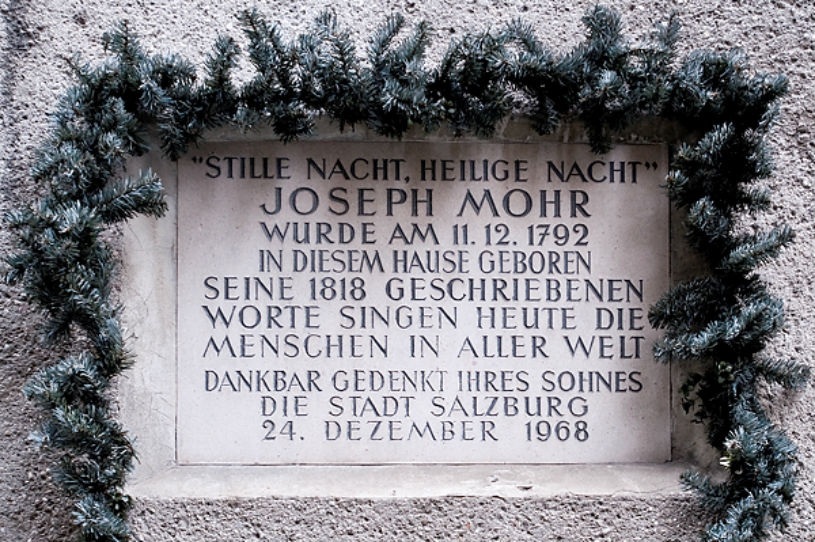 "STILLE NACHT, HEILIGE NACHT"
JOSEPH MOHR
WURDE AM 11. 12. 1792
IN DIESEM HAUSE GEBOREN
SEINE 1818 GESCHRIEBENEN
WORTE SINGEN HEUTE DIE
MENSCHEN IN ALLER WELT
DANKBAR GEDENKT IHRES SOHNES
DIE STADT SALZBURG
24. DEZEMBER 1968